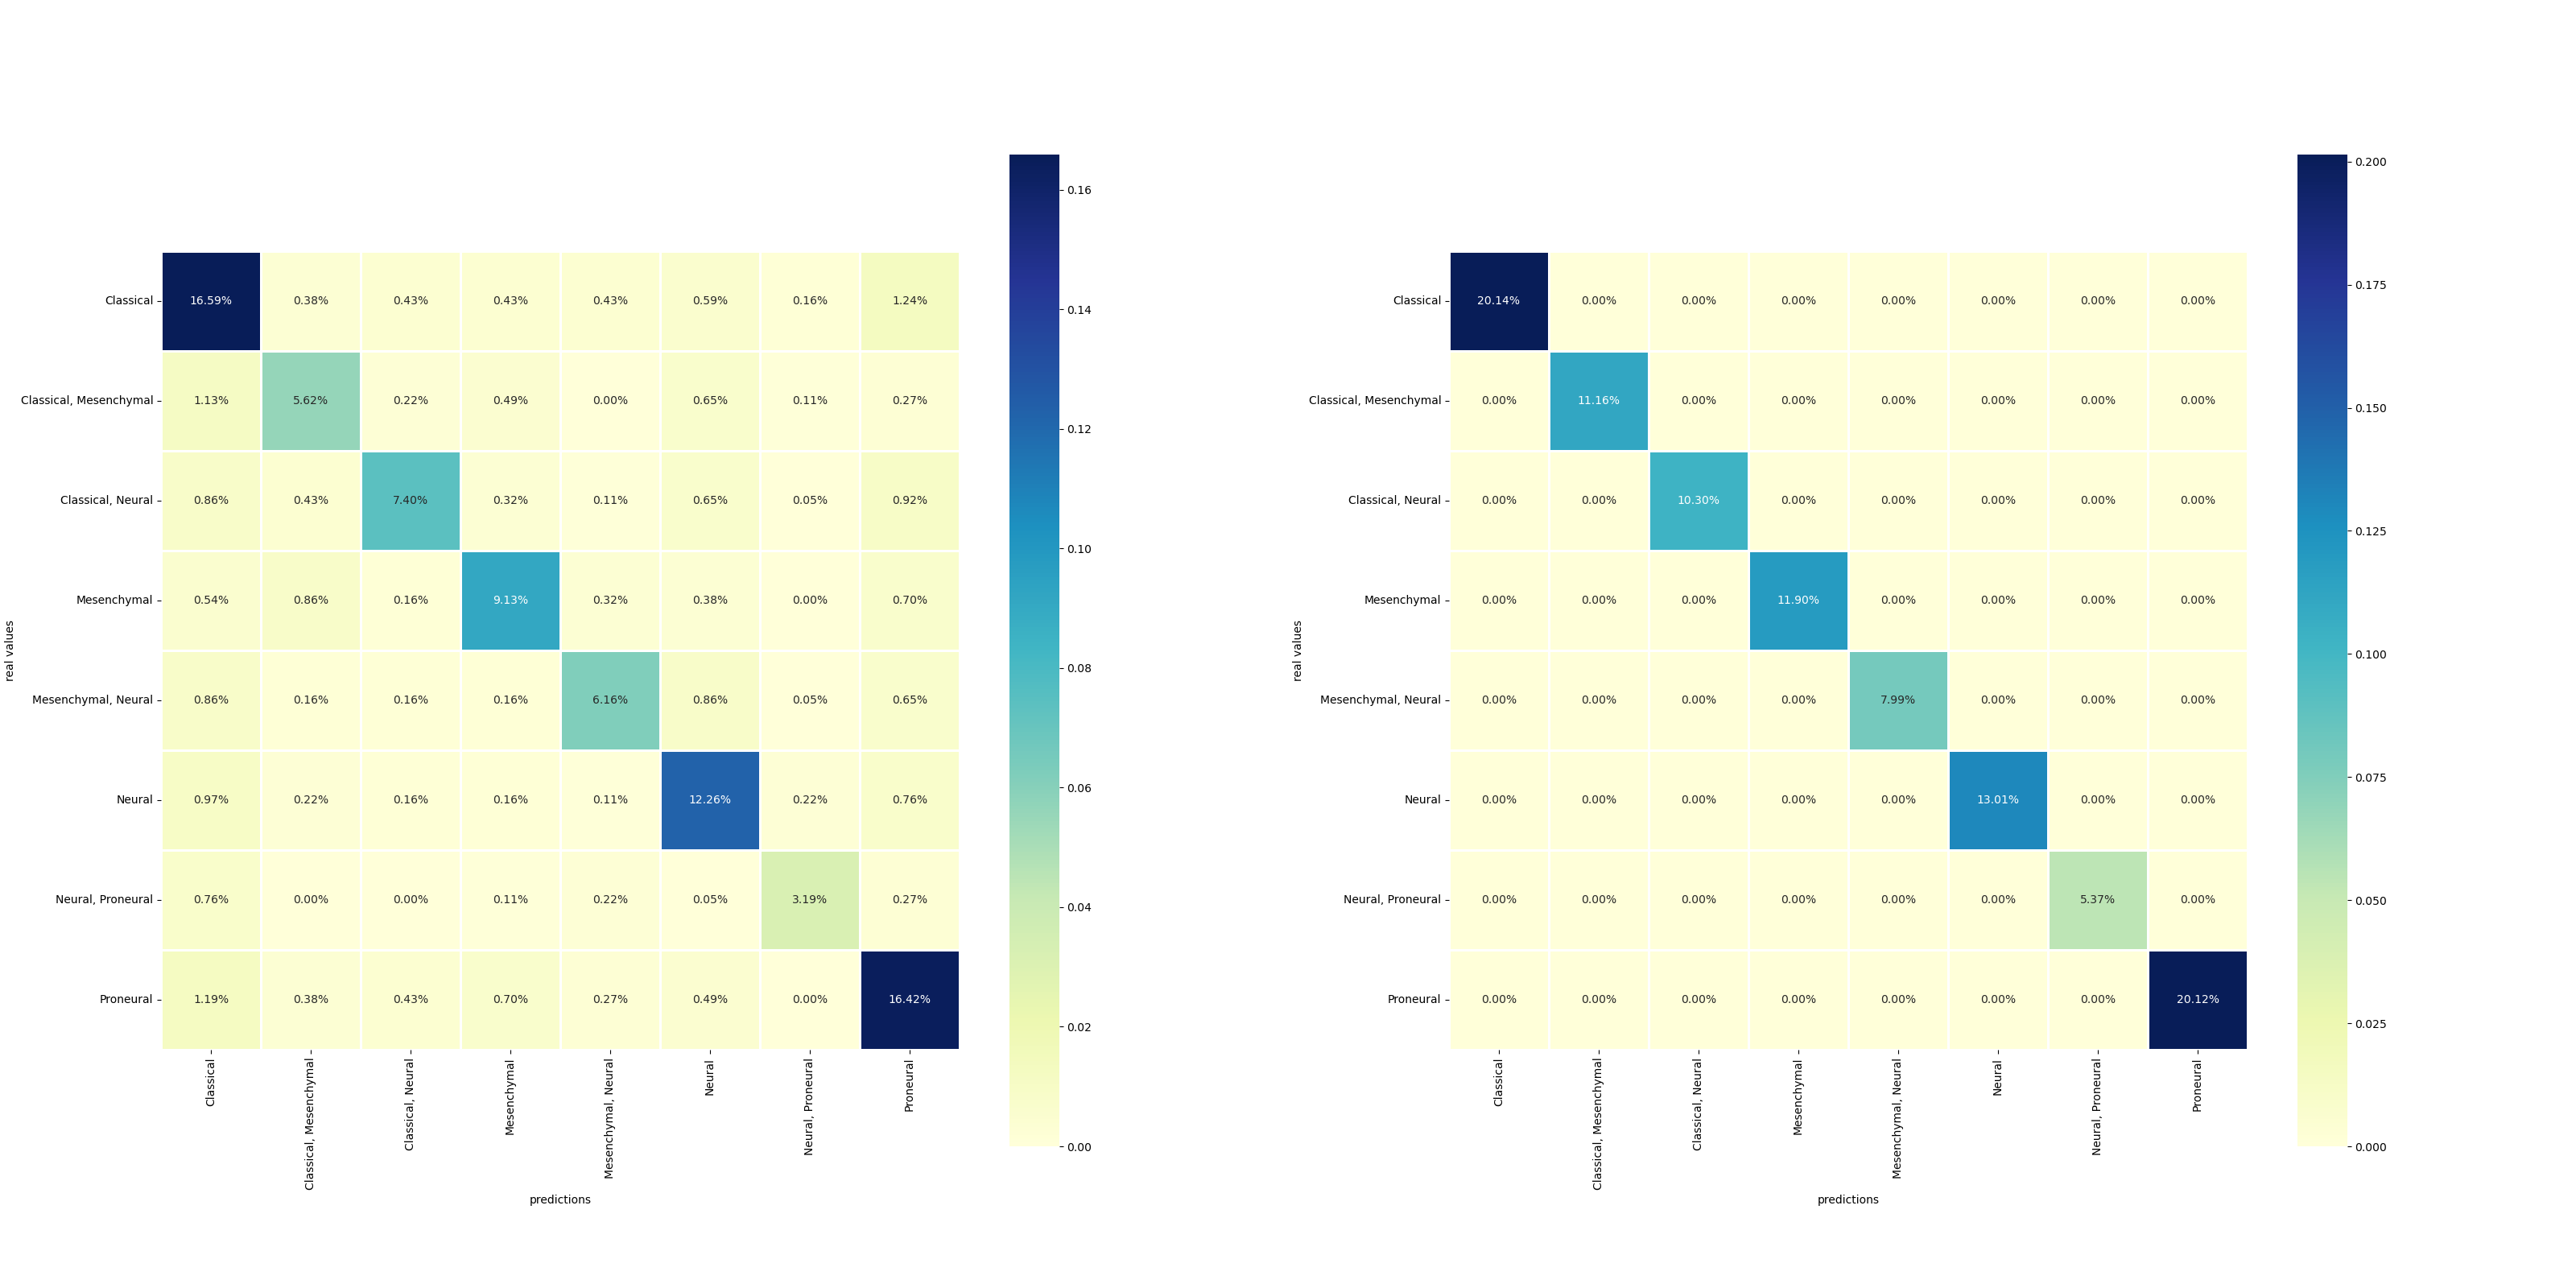 0.16
Classical 16.59% 0.38% 0.43% 0.43% 0.43% 0.59% 0.16% 1.24%
0.14
Classical, Mesenchymal 1.13% 5.62% 0.22% 0.49% 0.00% 0.65% 0.11% 0.27%
0.12
Classical, Neural 0.86% 0.43% 7.40% 0.32% 0.11% 0.65% 0.05% 0.92%
0.10
Mesenchymal 0.54% 0.86% 0.16% 9.13% 0.32% 0.38% 0.00% 0.70%
real values
0.08
Mesenchymal, Neural 0.86% 0.16% 0.16% 0.16% 6.16% 0.86% 0.05% 0.65%
0.06
Neural 0.97% 0.22% 0.16% 0.16% 0.11% 12.26% 0.22% 0.76%
Neural, Proneural 0.76% 0.00% 0.00% 0.11% 0.22% 0.05% 3.19% 0.27%
0.04
Proneural 1.19% 0.38% 0.43% 0.70% 0.27% 0.49% 0.00% 16.42%
0.02
0.00
Classical
Classical, Mesenchymal
Classical, Neural
Mesenchymal
Mesenchymal, Neural
Neural
Neural, Proneural
Proneural
predictions
0.200
0.175
Classical 20.14% 0.00% 0.00% 0.00% 0.00% 0.00% 0.00% 0.00%
Classical, Mesenchymal 0.00% 11.16% 0.00% 0.00% 0.00% 0.00% 0.00% 0.00%
0.150
Classical, Neural 0.00% 0.00% 10.30% 0.00% 0.00% 0.00% 0.00% 0.00%
0.125
Mesenchymal 0.00% 0.00% 0.00% 11.90% 0.00% 0.00% 0.00% 0.00%
real values
0.100
Mesenchymal, Neural 0.00% 0.00% 0.00% 0.00% 7.99% 0.00% 0.00% 0.00%
0.075
Neural 0.00% 0.00% 0.00% 0.00% 0.00% 13.01% 0.00% 0.00%
Neural, Proneural 0.00% 0.00% 0.00% 0.00% 0.00% 0.00% 5.37% 0.00%
0.050
Proneural 0.00% 0.00% 0.00% 0.00% 0.00% 0.00% 0.00% 20.12%
0.025
0.000
Classical
Classical, Mesenchymal
Classical, Neural
Mesenchymal
Mesenchymal, Neural
Neural
Neural, Proneural
Proneural
predictions